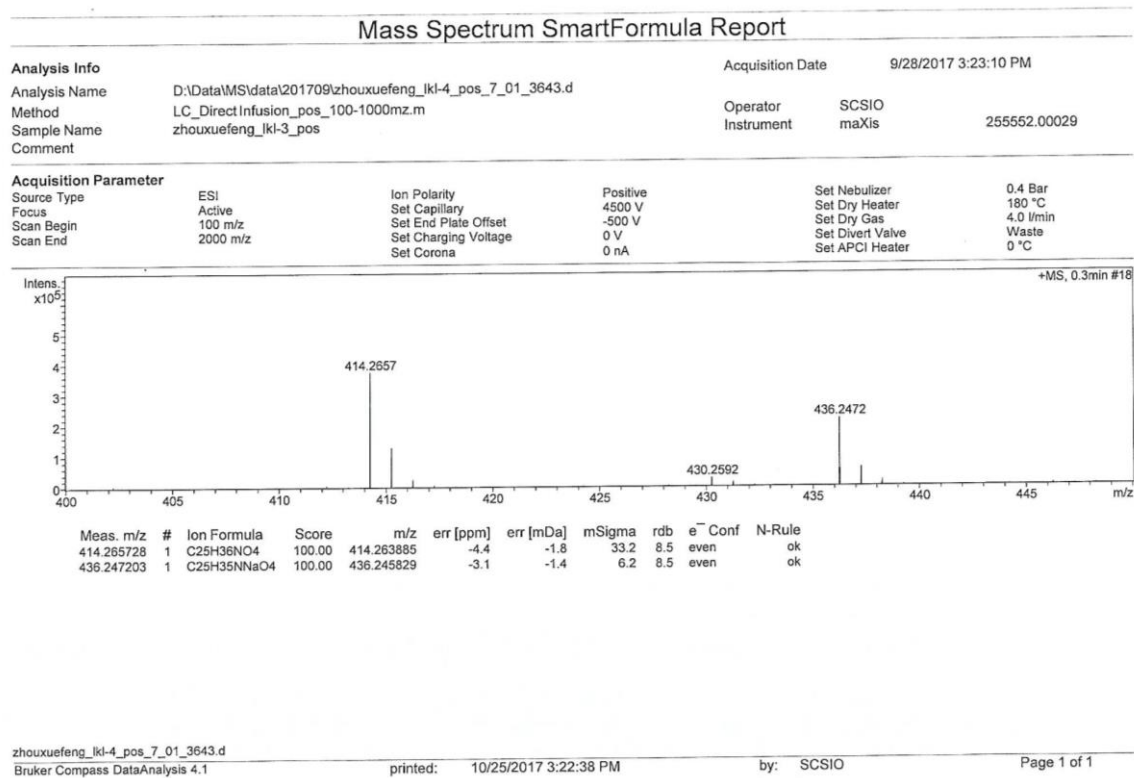 Mass Spectrum SmartFormula Report
Analysis Info
Acquisition Date 9/28/2017 3:23:10 PM
Analysis Name D:\Data\MS\data\201709\zhouxuefeng_lkl-4_pos_7_01_3643.d
Method LC_Direct Infusion_pos_100-1000mz.m
Operator SCSIO
Sample Name zhouxuefeng_lkl-3_pos
Instrument maXis 255552.00029
Comment
Acquisition Parameter
Source Type ESI Ion Polarity Positive Set Nebulizer 0.4 Bar
Focus Active Set Capillary 4500 V Set Dry Heater 180 °C
Scan Begin 100 m/z Set End Plate Offset -500 V Set Dry Gas 4.0 l/min
Scan End 2000 m/z Set Charging Voltage 0 V Set Divert Valve Waste
Set Corona 0 nA Set APCI Heater 0 °C
Intens. +MS, 0.3min #18
x10⁵
5
4
414.2657
3
436.2472
2
1
430.2592
0
400 405 410 415 420 425 430 435 440 445 m/z
Meas. m/z # Ion Formula Score m/z err [ppm] err [mDa] mSigma rdb e⁻ Conf N-Rule
414.265728 1 C25H36NO4 100.00 414.263885 -4.4 -1.8 33.2 8.5 even ok
436.247203 1 C25H35NNaO4 100.00 436.245829 -3.1 -1.4 6.2 8.5 even ok
zhouxuefeng_lkl-4_pos_7_01_3643.d
Bruker Compass DataAnalysis 4.1 printed: 10/25/2017 3:22:38 PM by: SCSIO Page 1 of 1